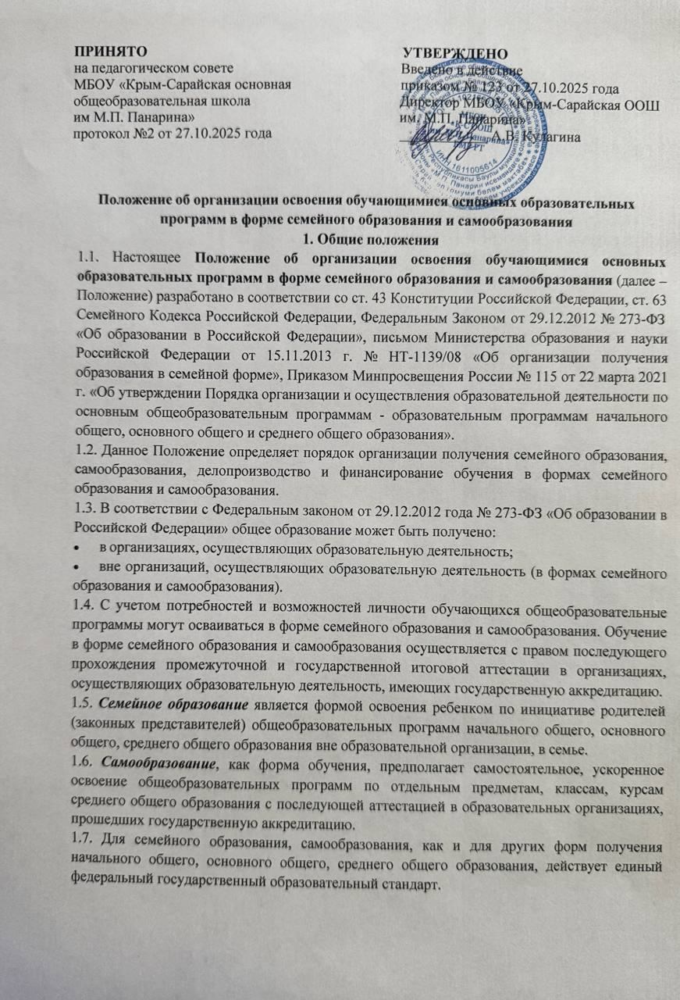 ПРИНЯТО
на педагогическом совете
МБОУ «Крым-Сарайская основная
общеобразовательная школа
им М.П. Панарина»
протокол №2 от 27.10.2025 года
УТВЕРЖДЕНО
Введено в действие
приказом № 123 от 27.10.2025 года
Директор МБОУ «Крым-Сарайская ООШ
им. М.П. Панарина»
А.В. Кулагина
ИНН 1611005614
Положение об организации освоения обучающимися основных образовательных
программ в форме семейного образования и самообразования
1. Общие положения
1.1. Настоящее Положение об организации освоения обучающимися основных
образовательных программ в форме семейного образования и самообразования (далее –
Положение) разработано в соответствии со ст. 43 Конституции Российской Федерации, ст. 63
Семейного Кодекса Российской Федерации, Федеральным Законом от 29.12.2012 № 273-ФЗ
«Об образовании в Российской Федерации», письмом Министерства образования и науки
Российской Федерации от 15.11.2013 г. № НТ-1139/08 «Об организации получения
образования в семейной форме», Приказом Минпросвещения России № 115 от 22 марта 2021
г. «Об утверждении Порядка организации и осуществления образовательной деятельности по
основным общеобразовательным программам - образовательным программам начального
общего, основного общего и среднего общего образования».
1.2. Данное Положение определяет порядок организации получения семейного образования,
самообразования, делопроизводство и финансирование обучения в формах семейного
образования и самообразования.
1.3. В соответствии с Федеральным законом от 29.12.2012 года № 273-ФЗ «Об образовании в
Российской Федерации» общее образование может быть получено:
• в организациях, осуществляющих образовательную деятельность;
• вне организаций, осуществляющих образовательную деятельность (в формах семейного
образования и самообразования).
1.4. С учетом потребностей и возможностей личности обучающихся общеобразовательные
программы могут осваиваться в форме семейного образования и самообразования. Обучение
в форме семейного образования и самообразования осуществляется с правом последующего
прохождения промежуточной и государственной итоговой аттестации в организациях,
осуществляющих образовательную деятельность, имеющих государственную аккредитацию.
1.5. Семейное образование является формой освоения ребенком по инициативе родителей
(законных представителей) общеобразовательных программ начального общего, основного
общего, среднего общего образования вне образовательной организации, в семье.
1.6. Самообразование, как форма обучения, предполагает самостоятельное, ускоренное
освоение общеобразовательных программ по отдельным предметам, классам, курсам
среднего общего образования с последующей аттестацией в образовательных организациях,
прошедших государственную аккредитацию.
1.7. Для семейного образования, самообразования, как и для других форм получения
начального общего, основного общего, среднего общего образования, действует единый
федеральный государственный образовательный стандарт.